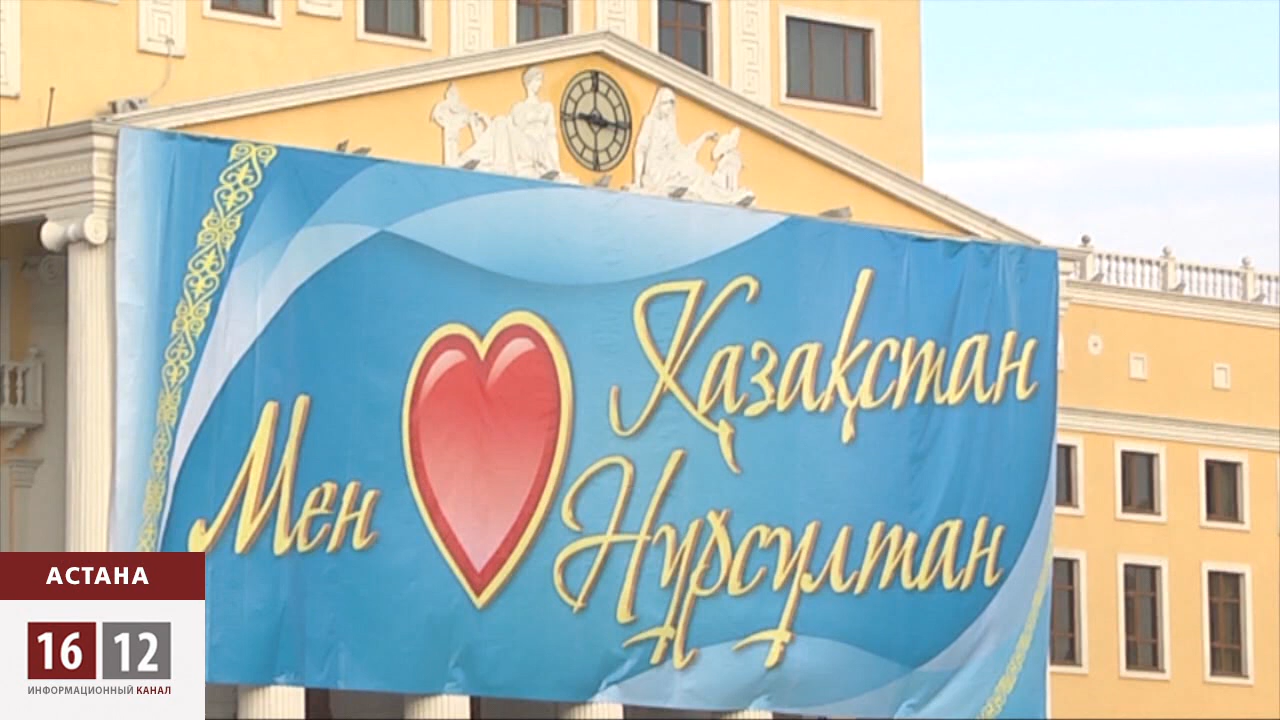 Мен
Қазақстан
Нұрсұлтан
АСТАНА
16 12
ИНФОРМАЦИОННЫЙ КАНАЛ